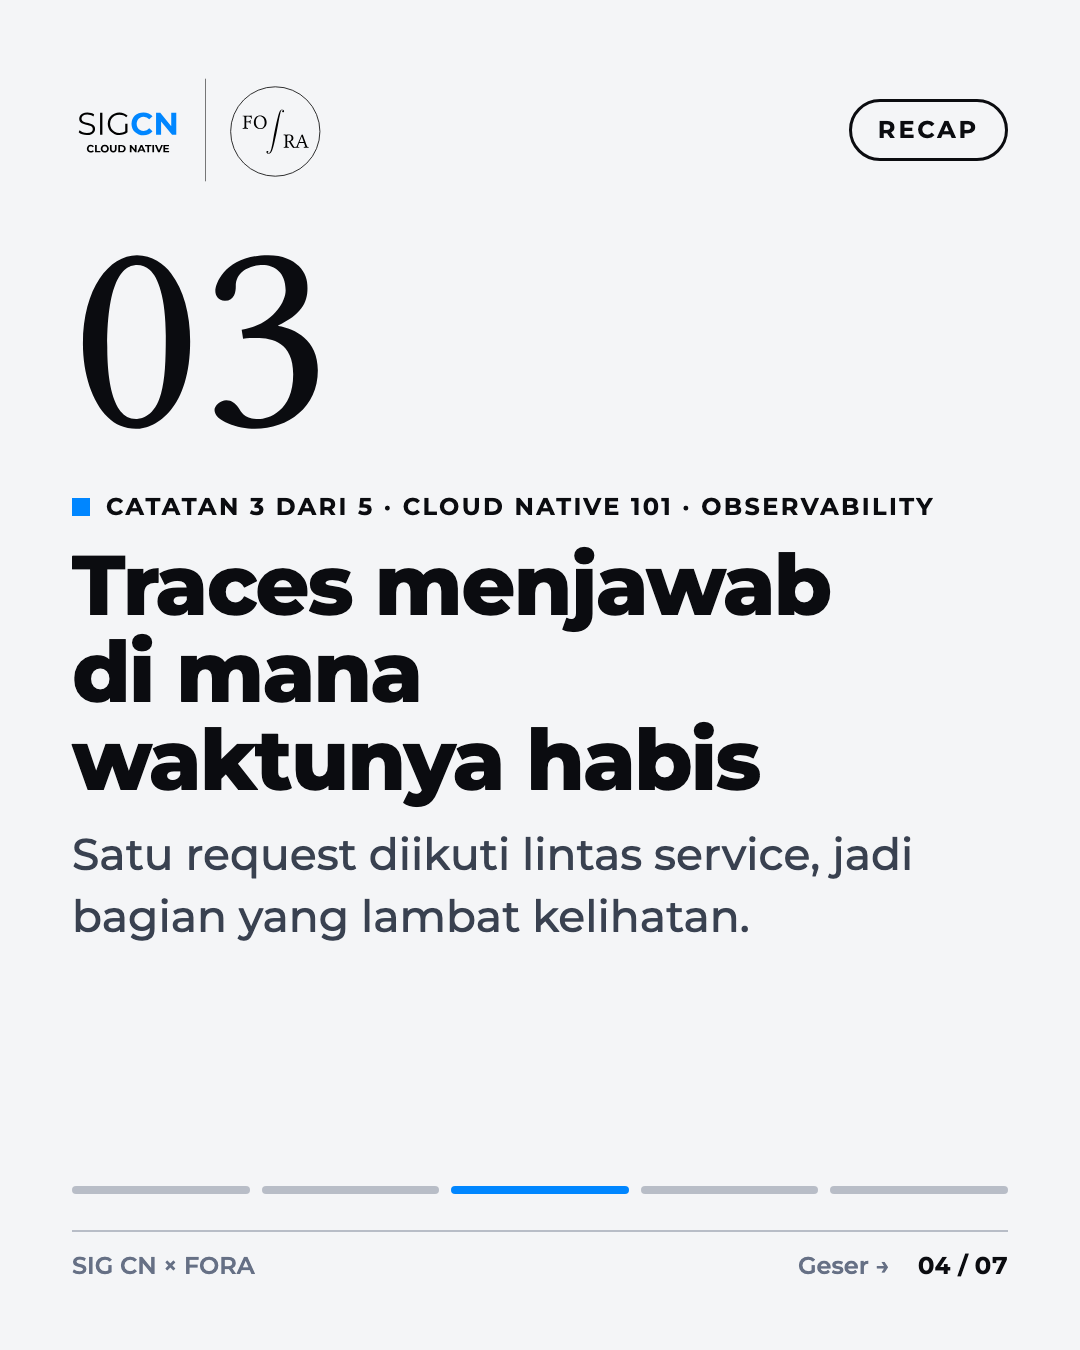 SIGCN
CLOUD NATIVE
FO
RA
RECAP
03
CATATAN 3 DARI 5 · CLOUD NATIVE 101 · OBSERVABILITY
Traces menjawab
di mana
waktunya habis
Satu request diikuti lintas service, jadi
bagian yang lambat kelihatan.
SIG CN × FORA
Geser → 04 / 07